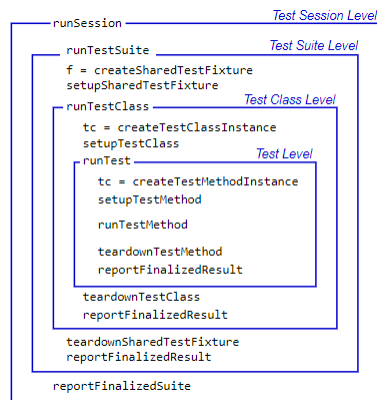 Test Session Level
runSession
Test Suite Level
runTestSuite
f = createSharedTestFixture
setupSharedTestFixture
Test Class Level
runTestClass
tc = createTestClassInstance
setupTestClass
Test Level
runTest
tc = createTestMethodInstance
setupTestMethod
runTestMethod
teardownTestMethod
reportFinalizedResult
teardownTestClass
reportFinalizedResult
teardownSharedTestFixture
reportFinalizedResult
reportFinalizedSuite